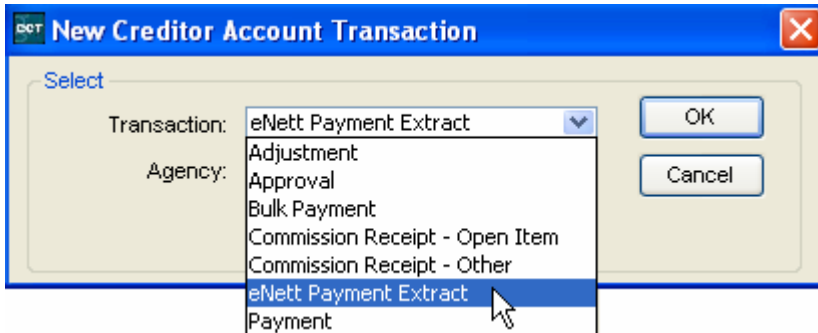 New Creditor Account Transaction
Select
Transaction: eNett Payment Extract OK
Adjustment
Agency: Approval Cancel
Bulk Payment
Commission Receipt - Open Item
Commission Receipt - Other
eNett Payment Extract
Payment